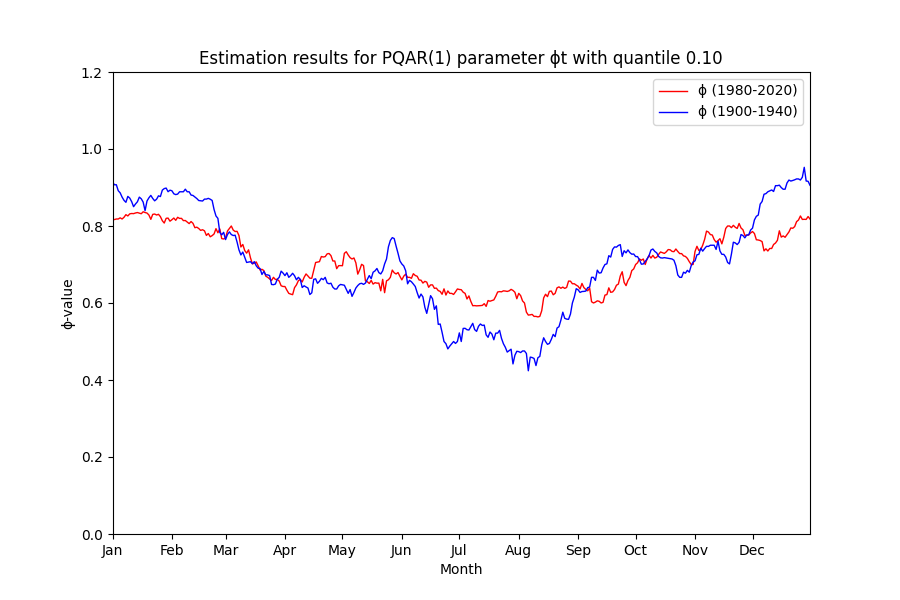 Estimation results for PQAR(1) parameter ϕt with quantile 0.10
ϕ (1980-2020)
ϕ (1900-1940)
1.2
1.0
0.8
0.6
0.4
0.2
0.0
ϕ-value
Jan Feb Mar Apr May Jun Jul Aug Sep Oct Nov Dec
Month